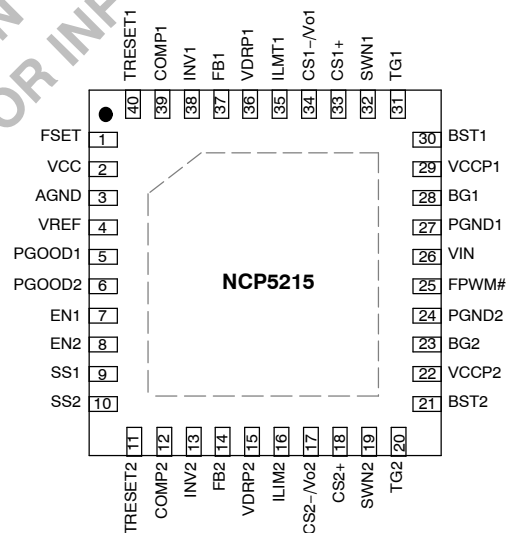 TRESET1
COMP1
INV1
FB1
VDRP1
ILMT1
CS1-/Vo1
CS1+
SWN1
TG1
40
39
38
37
36
35
34
33
32
31
FSET 1
VCC 2
AGND 3
VREF 4
PGOOD1 5
PGOOD2 6
EN1 7
EN2 8
SS1 9
SS2 10
NCP5215
30 BST1
29 VCCP1
28 BG1
27 PGND1
26 VIN
25 FPWM#
24 PGND2
23 BG2
22 VCCP2
21 BST2
11
12
13
14
15
16
17
18
19
20
TRESET2
COMP2
INV2
FB2
VDRP2
ILIM2
CS2-/Vo2
CS2+
SWN2
TG2
OR INF